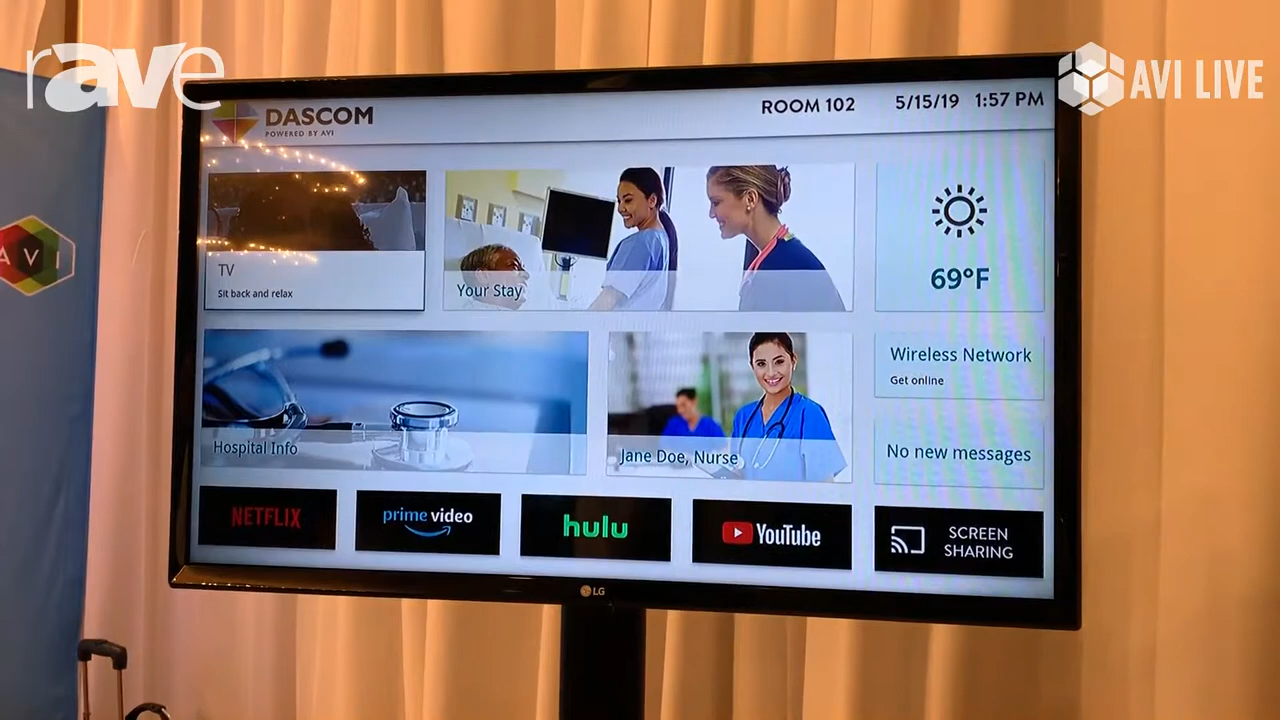 rave
AVI LIVE
DASCOM
POWERED BY AVI
ROOM 102
5/15/19 1:57 PM
AVI
TV
Sit back and relax
Your Stay
69°F
Wireless Network
Get online
Hospital Info
Jane Doe, Nurse
No new messages
NETFLIX
prime video
hulu
YouTube
SCREEN
SHARING
LG